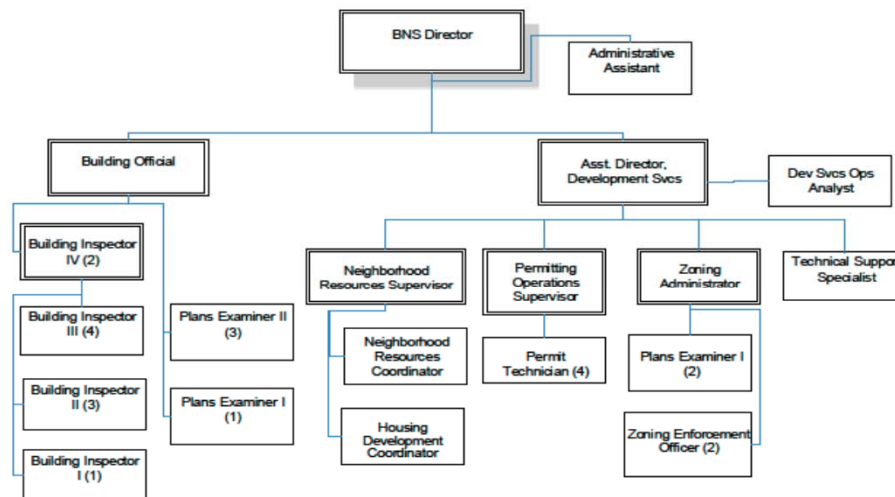 BNS Director
Administrative
Assistant
Building Official
Asst. Director,
Development Svcs
Dev Svcs Ops
Analyst
Building Inspector
IV (2)
Neighborhood
Resources Supervisor
Permitting
Operations
Supervisor
Zoning
Administrator
Technical Support
Specialist
Building Inspector
III (4)
Plans Examiner II
(3)
Neighborhood
Resources
Coordinator
Permit
Technician (4)
Plans Examiner I
(2)
Building Inspector
II (3)
Plans Examiner I
(1)
Housing
Development
Coordinator
Zoning Enforcement
Officer (2)
Building Inspector
I (1)